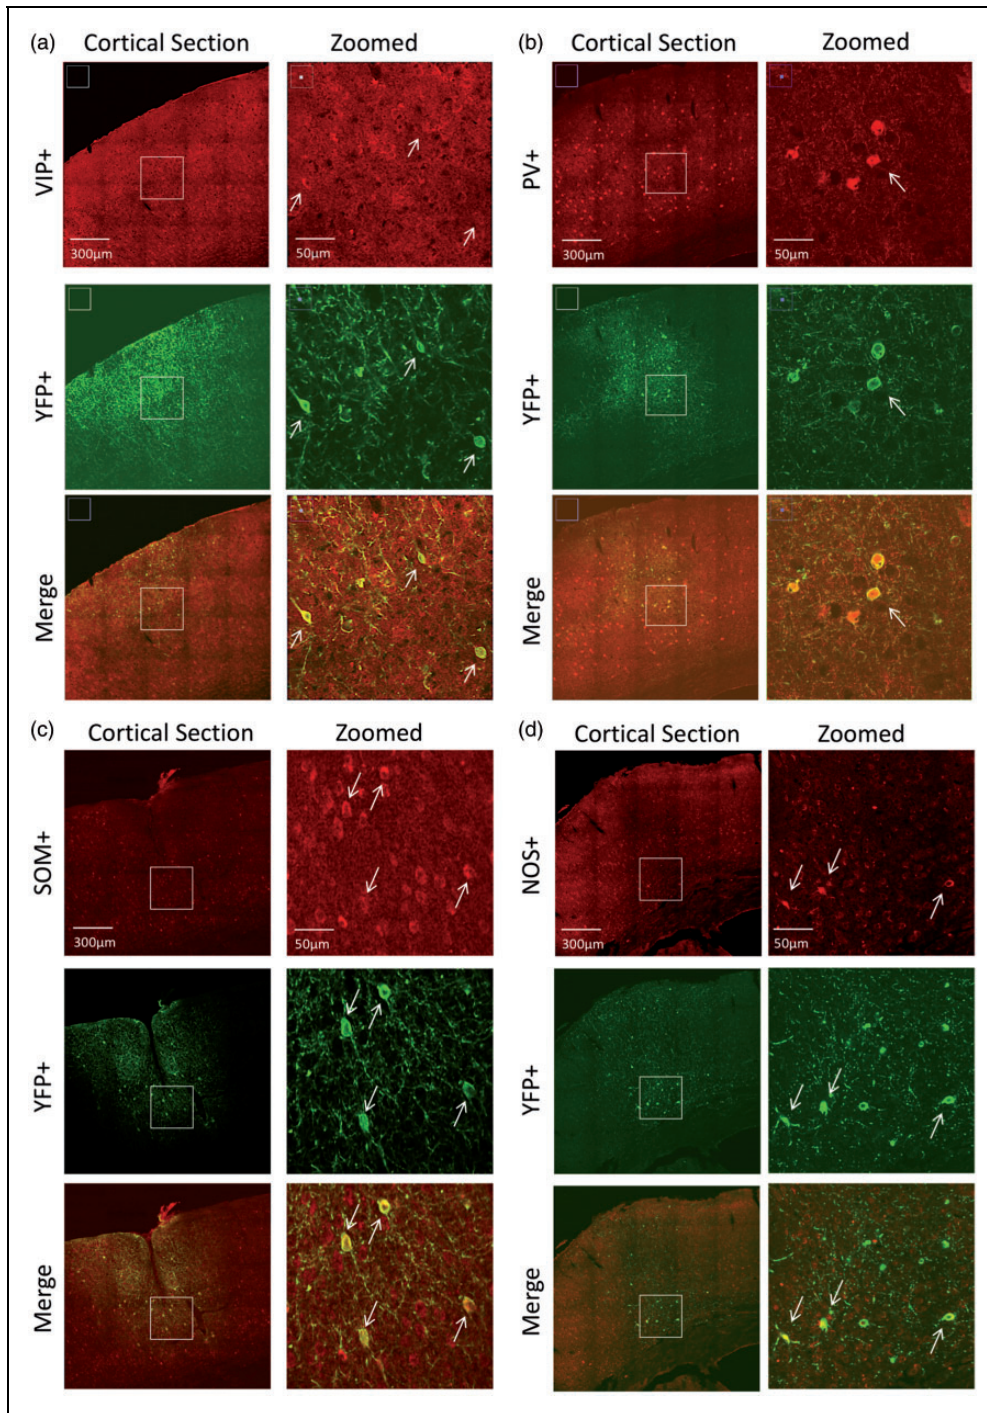 (a)
Cortical Section Zoomed
VIP+
300μm 50μm
YFP+
Merge
(b)
Cortical Section Zoomed
PV+
300μm 50μm
YFP+
Merge
(c)
Cortical Section Zoomed
SOM+
300μm 50μm
YFP+
Merge
(d)
Cortical Section Zoomed
NOS+
300μm 50μm
YFP+
Merge